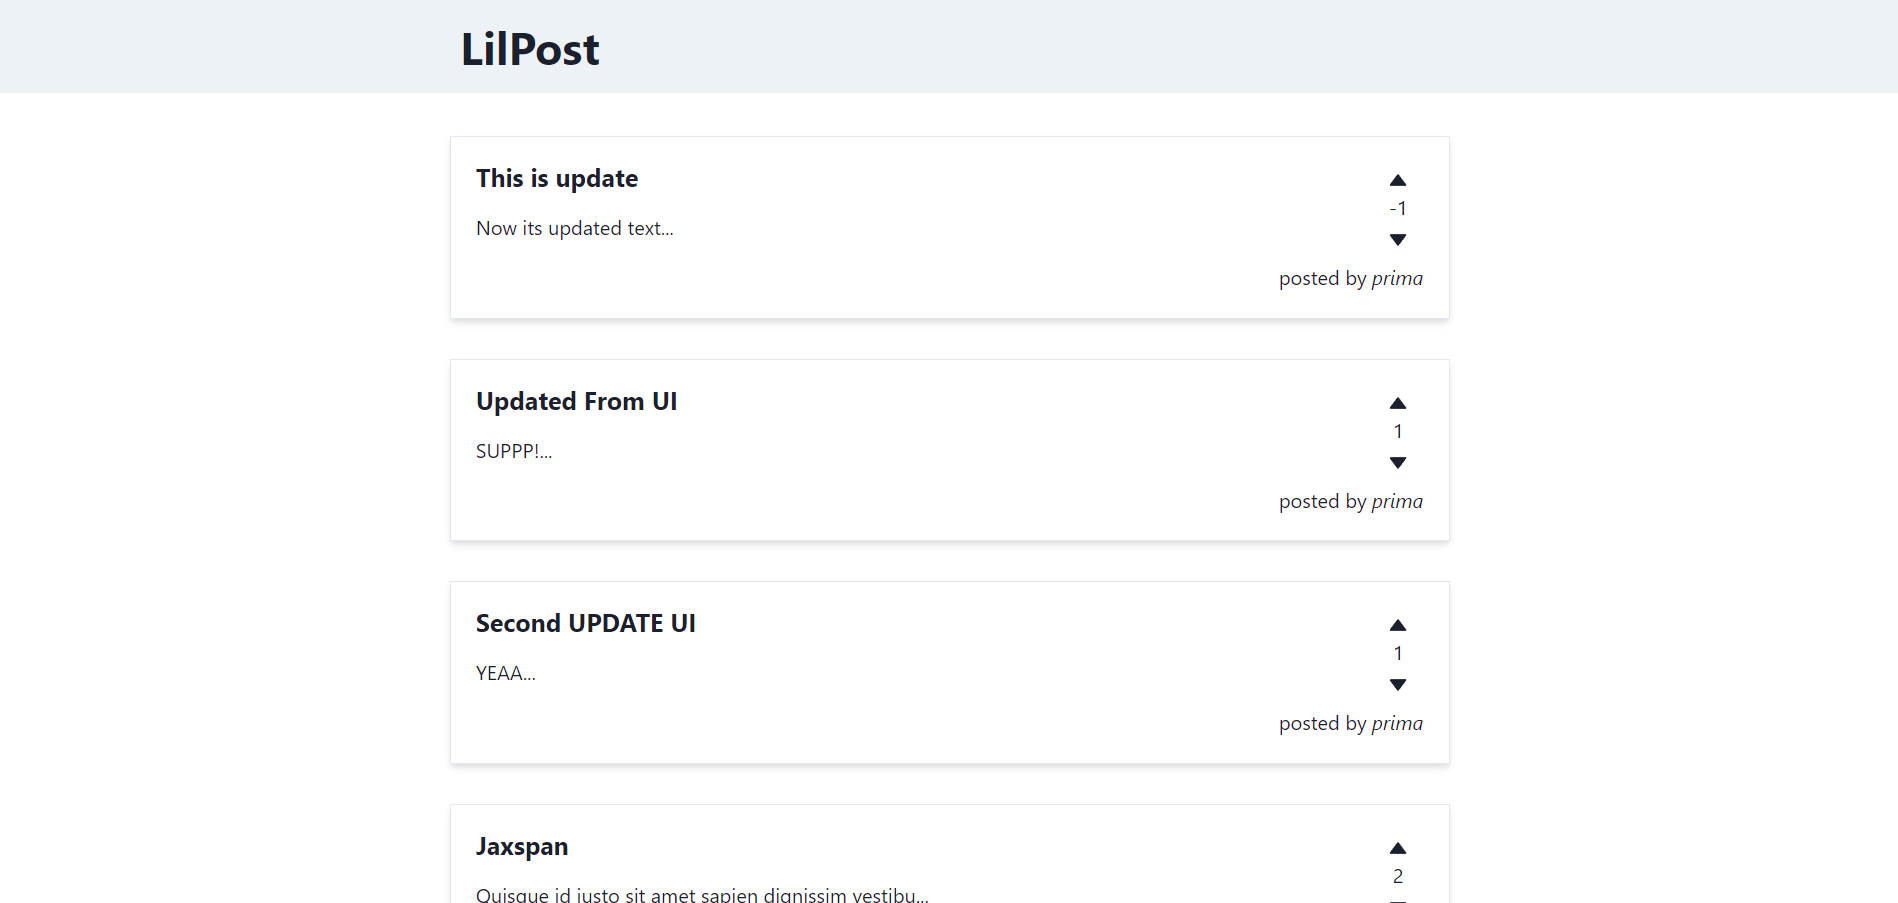 LilPost
This is update
-1
Now its updated text...
posted by prima
Updated From UI
1
SUPPP!...
posted by prima
Second UPDATE UI
1
YEAA...
posted by prima
Jaxspan
2
Quisque id justo sit amet sapien dignissim vestibu...